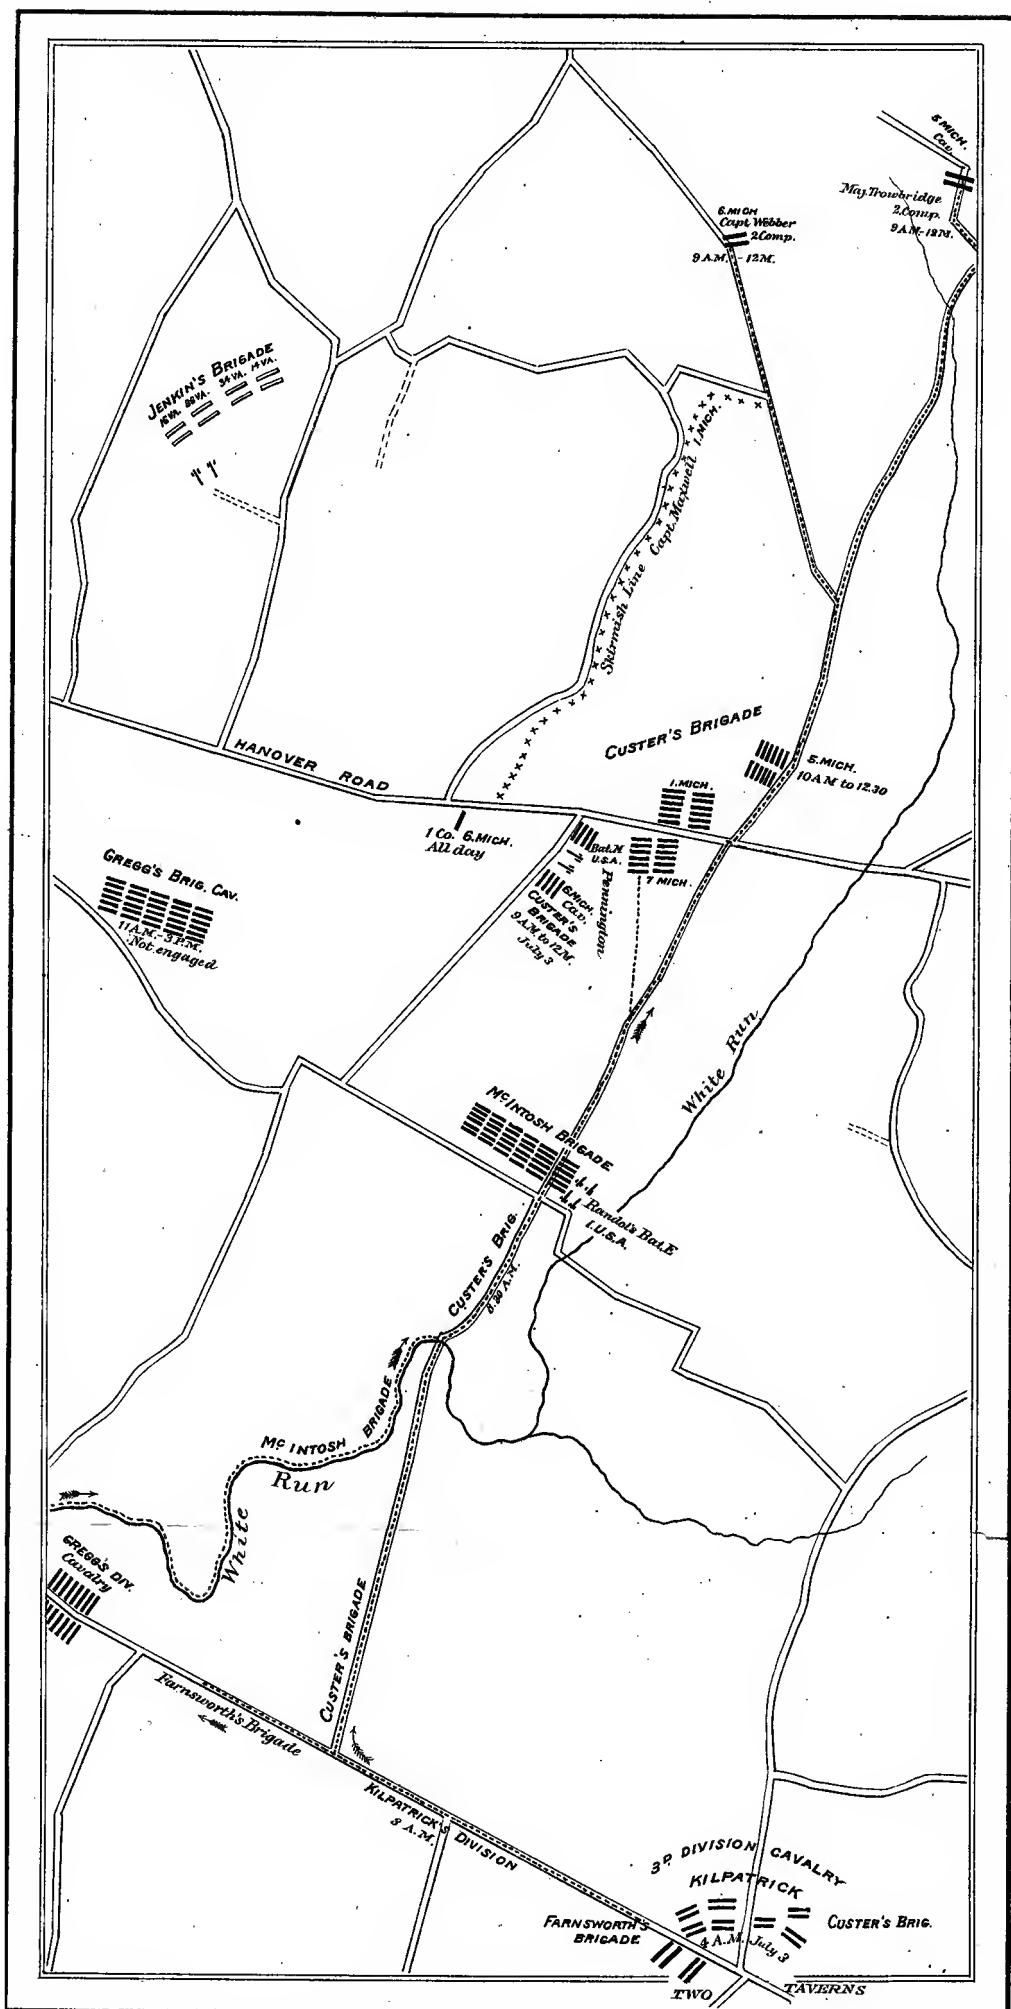 5 MICH.
Cav.
Maj. Trowbridge
2. Comp.
9 A.M.-12 M.
6. MICH
Capt. Webber
2 Comp.
9 A.M. - 12 M.
JENKIN'S BRIGADE
16 VA. 36 VA. 34 VA. 14 VA.
Skirmish Line Capt. Maxwell 1. MICH.
CUSTER'S BRIGADE
5. MICH.
10 AM to 12.30
1. MICH.
HANOVER ROAD
1 Co. 6. MICH.
All day
Bat. M
U.S.A.
Pennington
7 MICH.
6. MICH.
Cav.
CUSTER'S
BRIGADE
9 A.M. to 12 M.
July 3
GREGG'S BRIG. CAV.
11 A.M. - 3 P.M.
Not engaged
White Run
McINTOSH BRIGADE
Randol's Bat. E
1. U.S.A.
CUSTER'S BRIG.
8.30 A.M.
McINTOSH BRIGADE
White Run
GREGG'S DIV.
Cavalry
CUSTER'S BRIGADE
Farnsworth's Brigade
KILPATRICK'S DIVISION
8 A.M.
3D DIVISION CAVALRY
KILPATRICK
CUSTER'S BRIG.
FARNSWORTH'S
BRIGADE
4 A.M. July 3
TWO TAVERNS